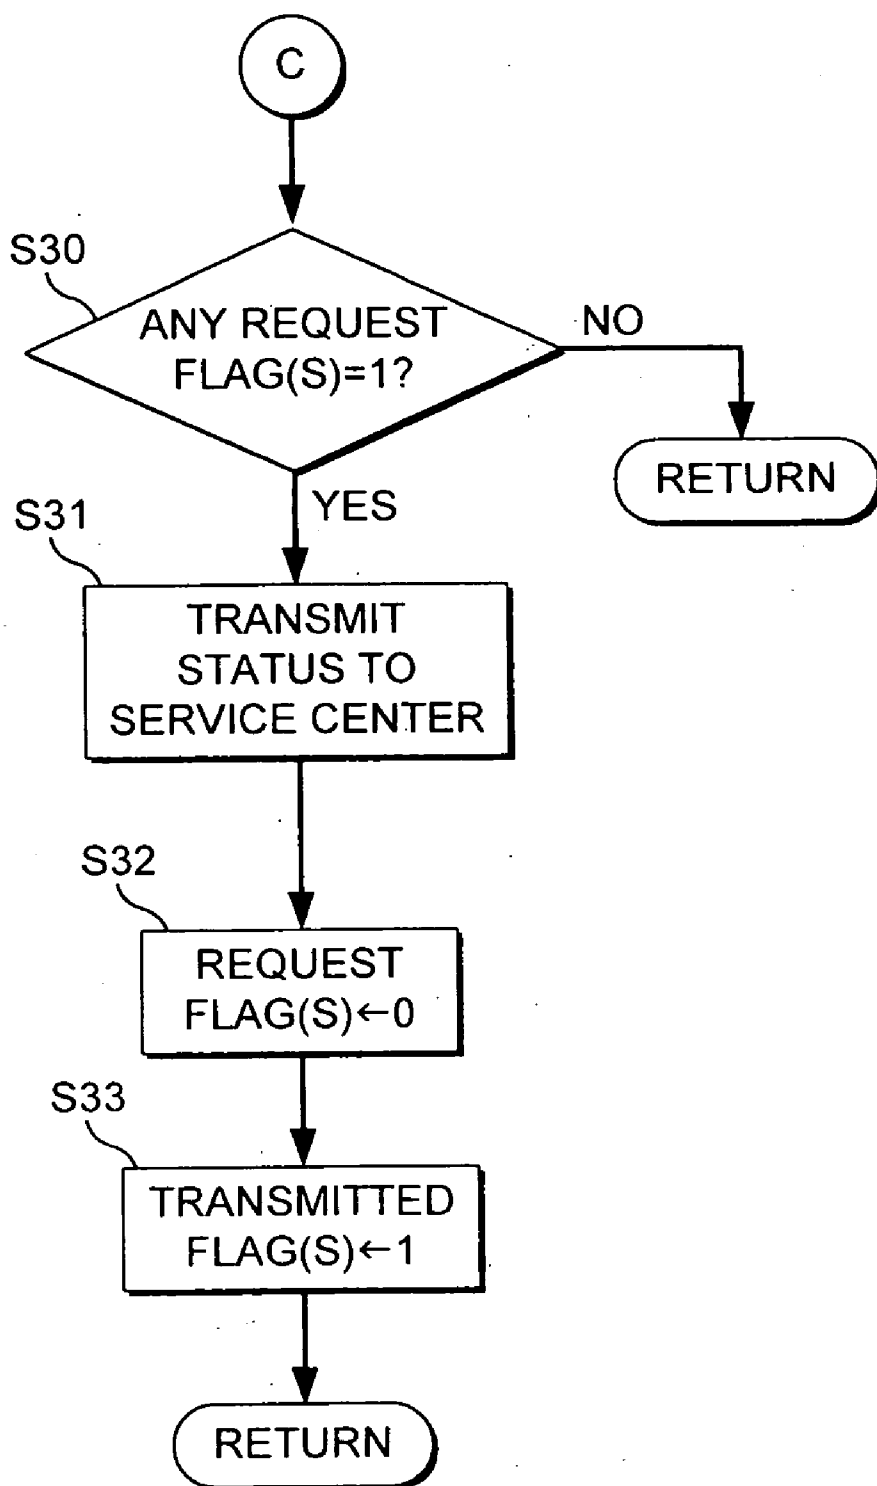 C
S30
ANY REQUEST
FLAG(S)=1?
NO
RETURN
YES
S31
TRANSMIT
STATUS TO
SERVICE CENTER
S32
REQUEST
FLAG(S)←0
S33
TRANSMITTED
FLAG(S)←1
RETURN